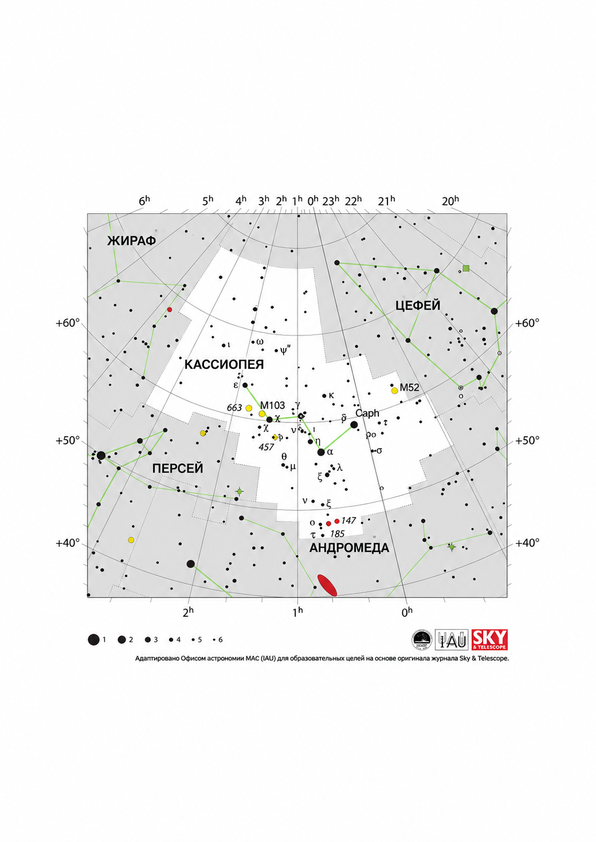 6h 5h 4h 3h 2h 1h 0h 23h 22h 21h 20h
ЖИРАФ
ЦЕФЕЙ
+60° +60°
ω
ι
ψ"
КАССИОПЕЯ
ε
M52
κ
663 M103
γ
Caph
χ
β
χ
ν
ι
τ
ρο
η
+50° 457 +50°
α
σ
θ
ПЕРСЕЙ
μ
λ
ξ
ν ξ
ο 147
185
τ
+40° АНДРОМЕДА +40°
2h 1h 0h
1 2 3 4 5 6
IAU SKY
& TELESCOPE
Адаптировано Офисом астрономии МАС (IAU) для образовательных целей на основе оригинала журнала Sky & Telescope.